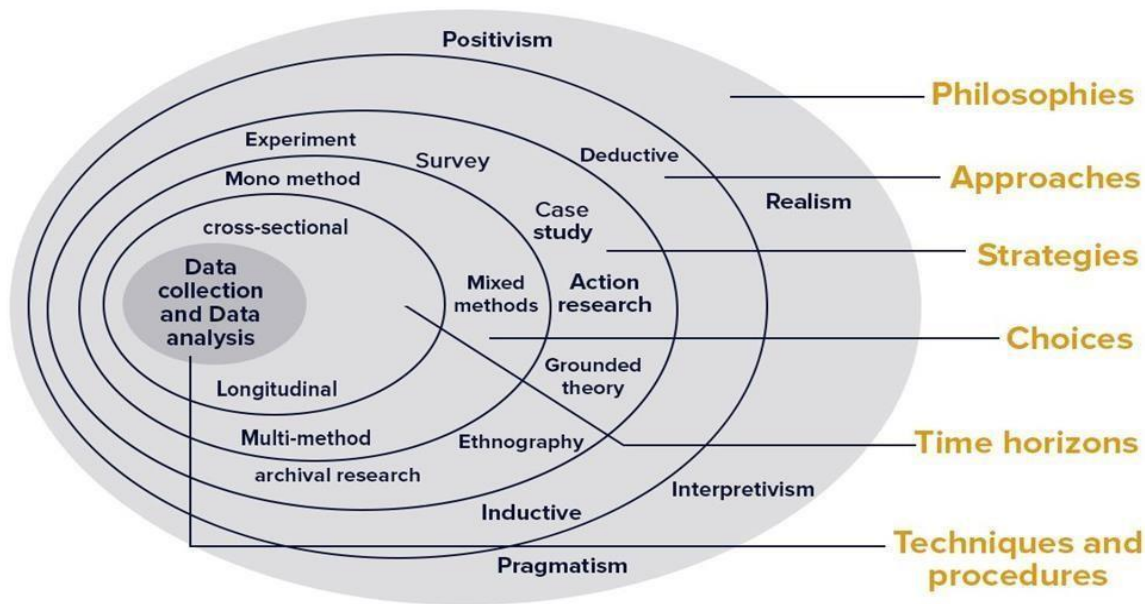 Positivism
Philosophies
Experiment
Survey
Deductive
Approaches
Mono method
Realism
cross-sectional
Case
study
Strategies
Data
collection
and Data
analysis
Mixed
methods
Action
research
Choices
Longitudinal
Grounded
theory
Multi-method
Ethnography
Time horizons
archival research
Interpretivism
Inductive
Techniques and
procedures
Pragmatism